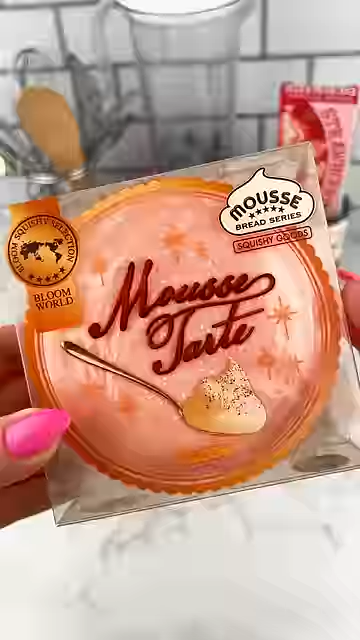 BLOOM SQUISHY SELECTION
BLOOM
WORLD
MOUSSE
BREAD SERIES
SQUISHY GOODS
Mousse
Tarte